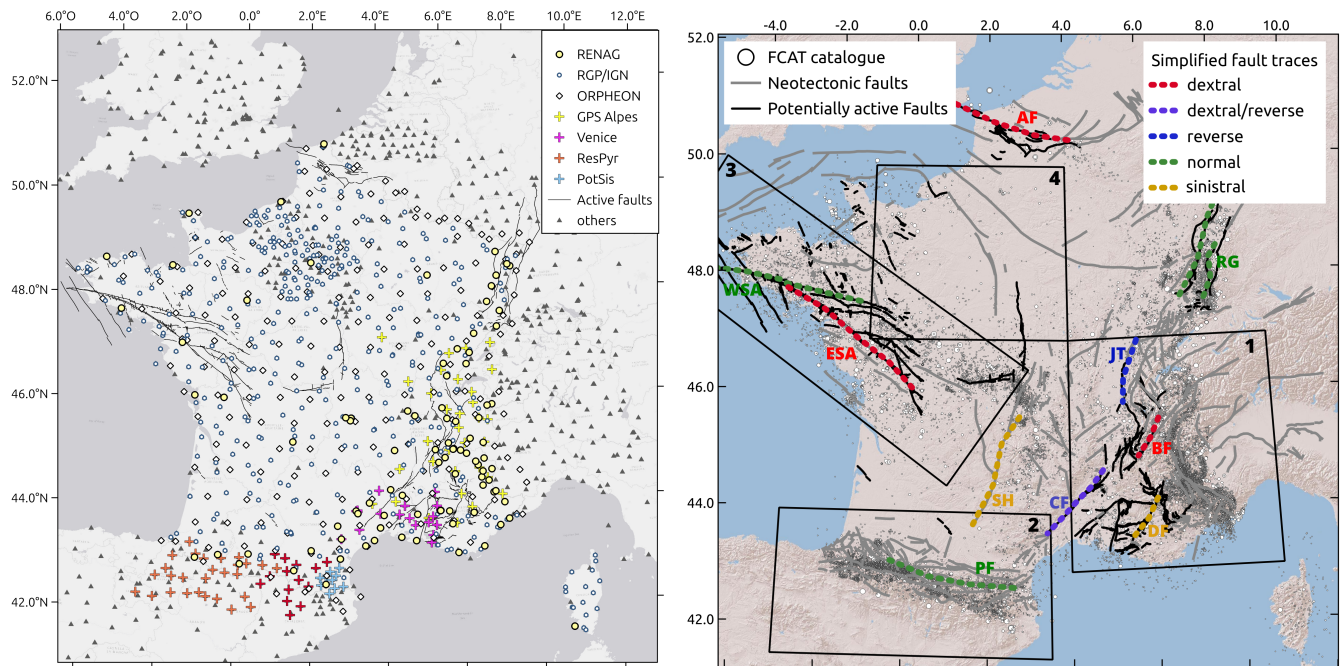 6.0°O
4.0°O
2.0°O
0.0°
2.0°E
4.0°E
6.0°E
8.0°E
10.0°E
12.0°E
52.0°N
50.0°N
48.0°N
46.0°N
44.0°N
42.0°N
RENAG
RGP/IGN
ORPHEON
GPS Alpes
Venice
ResPyr
PotSis
Active faults
others
-4.0
-2.0
0.0
2.0
4.0
6.0
8.0
10.0
52.0
50.0
48.0
46.0
44.0
42.0
FCAT catalogue
Neotectonic faults
Potentially active Faults
Simplified fault traces
dextral
dextral/reverse
reverse
normal
sinistral
AF
3
4
RG
WSA
ESA
JT
1
BF
SH
CF
DF
2
PF